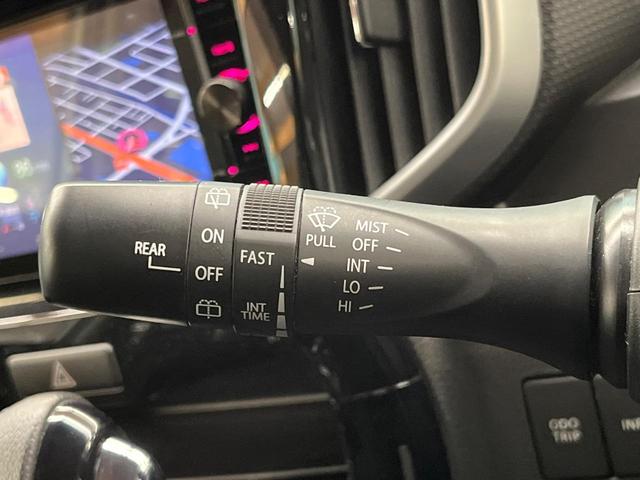 REAR
ON
OFF
FAST
INT
TIME
PULL
MIST
OFF
INT
LO
HI
ODO
TRIP